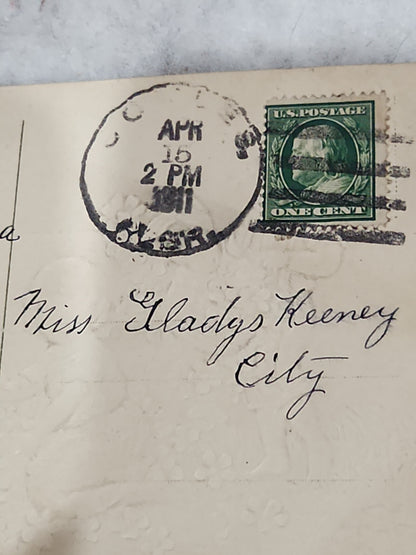 U.S. POSTAGE
APR
15
2 PM
1911
ONE CENT
a
Miss Gladys Keeney
City